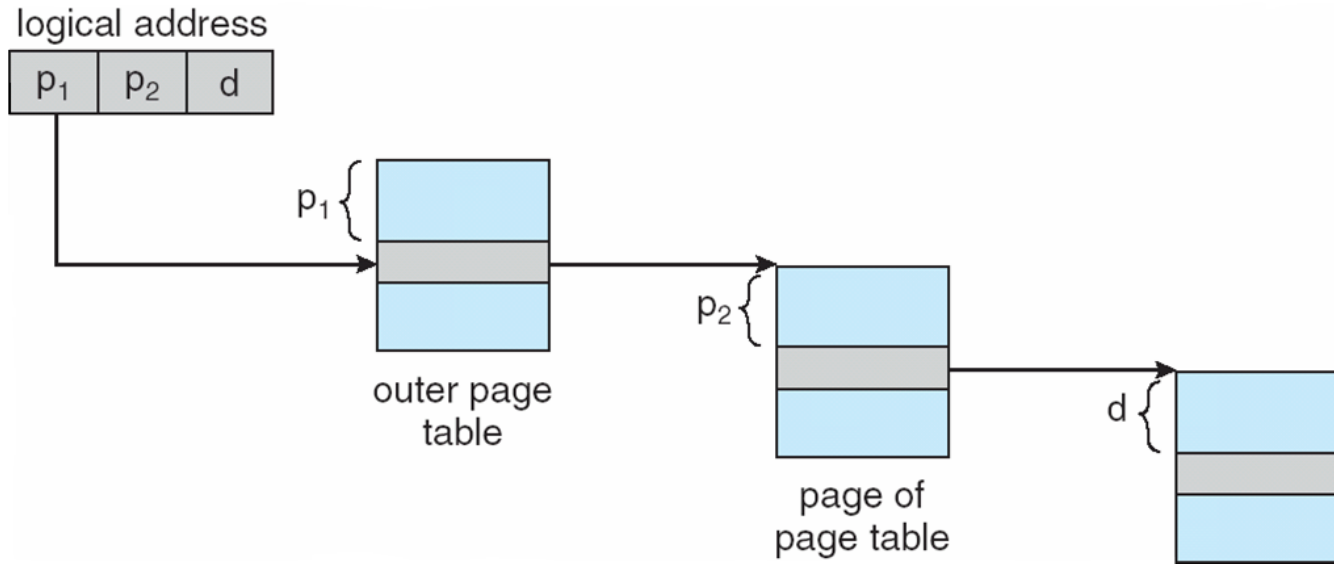 logical address
p₁ p₂ d
p₁
outer page
table
p₂
page of
page table
d